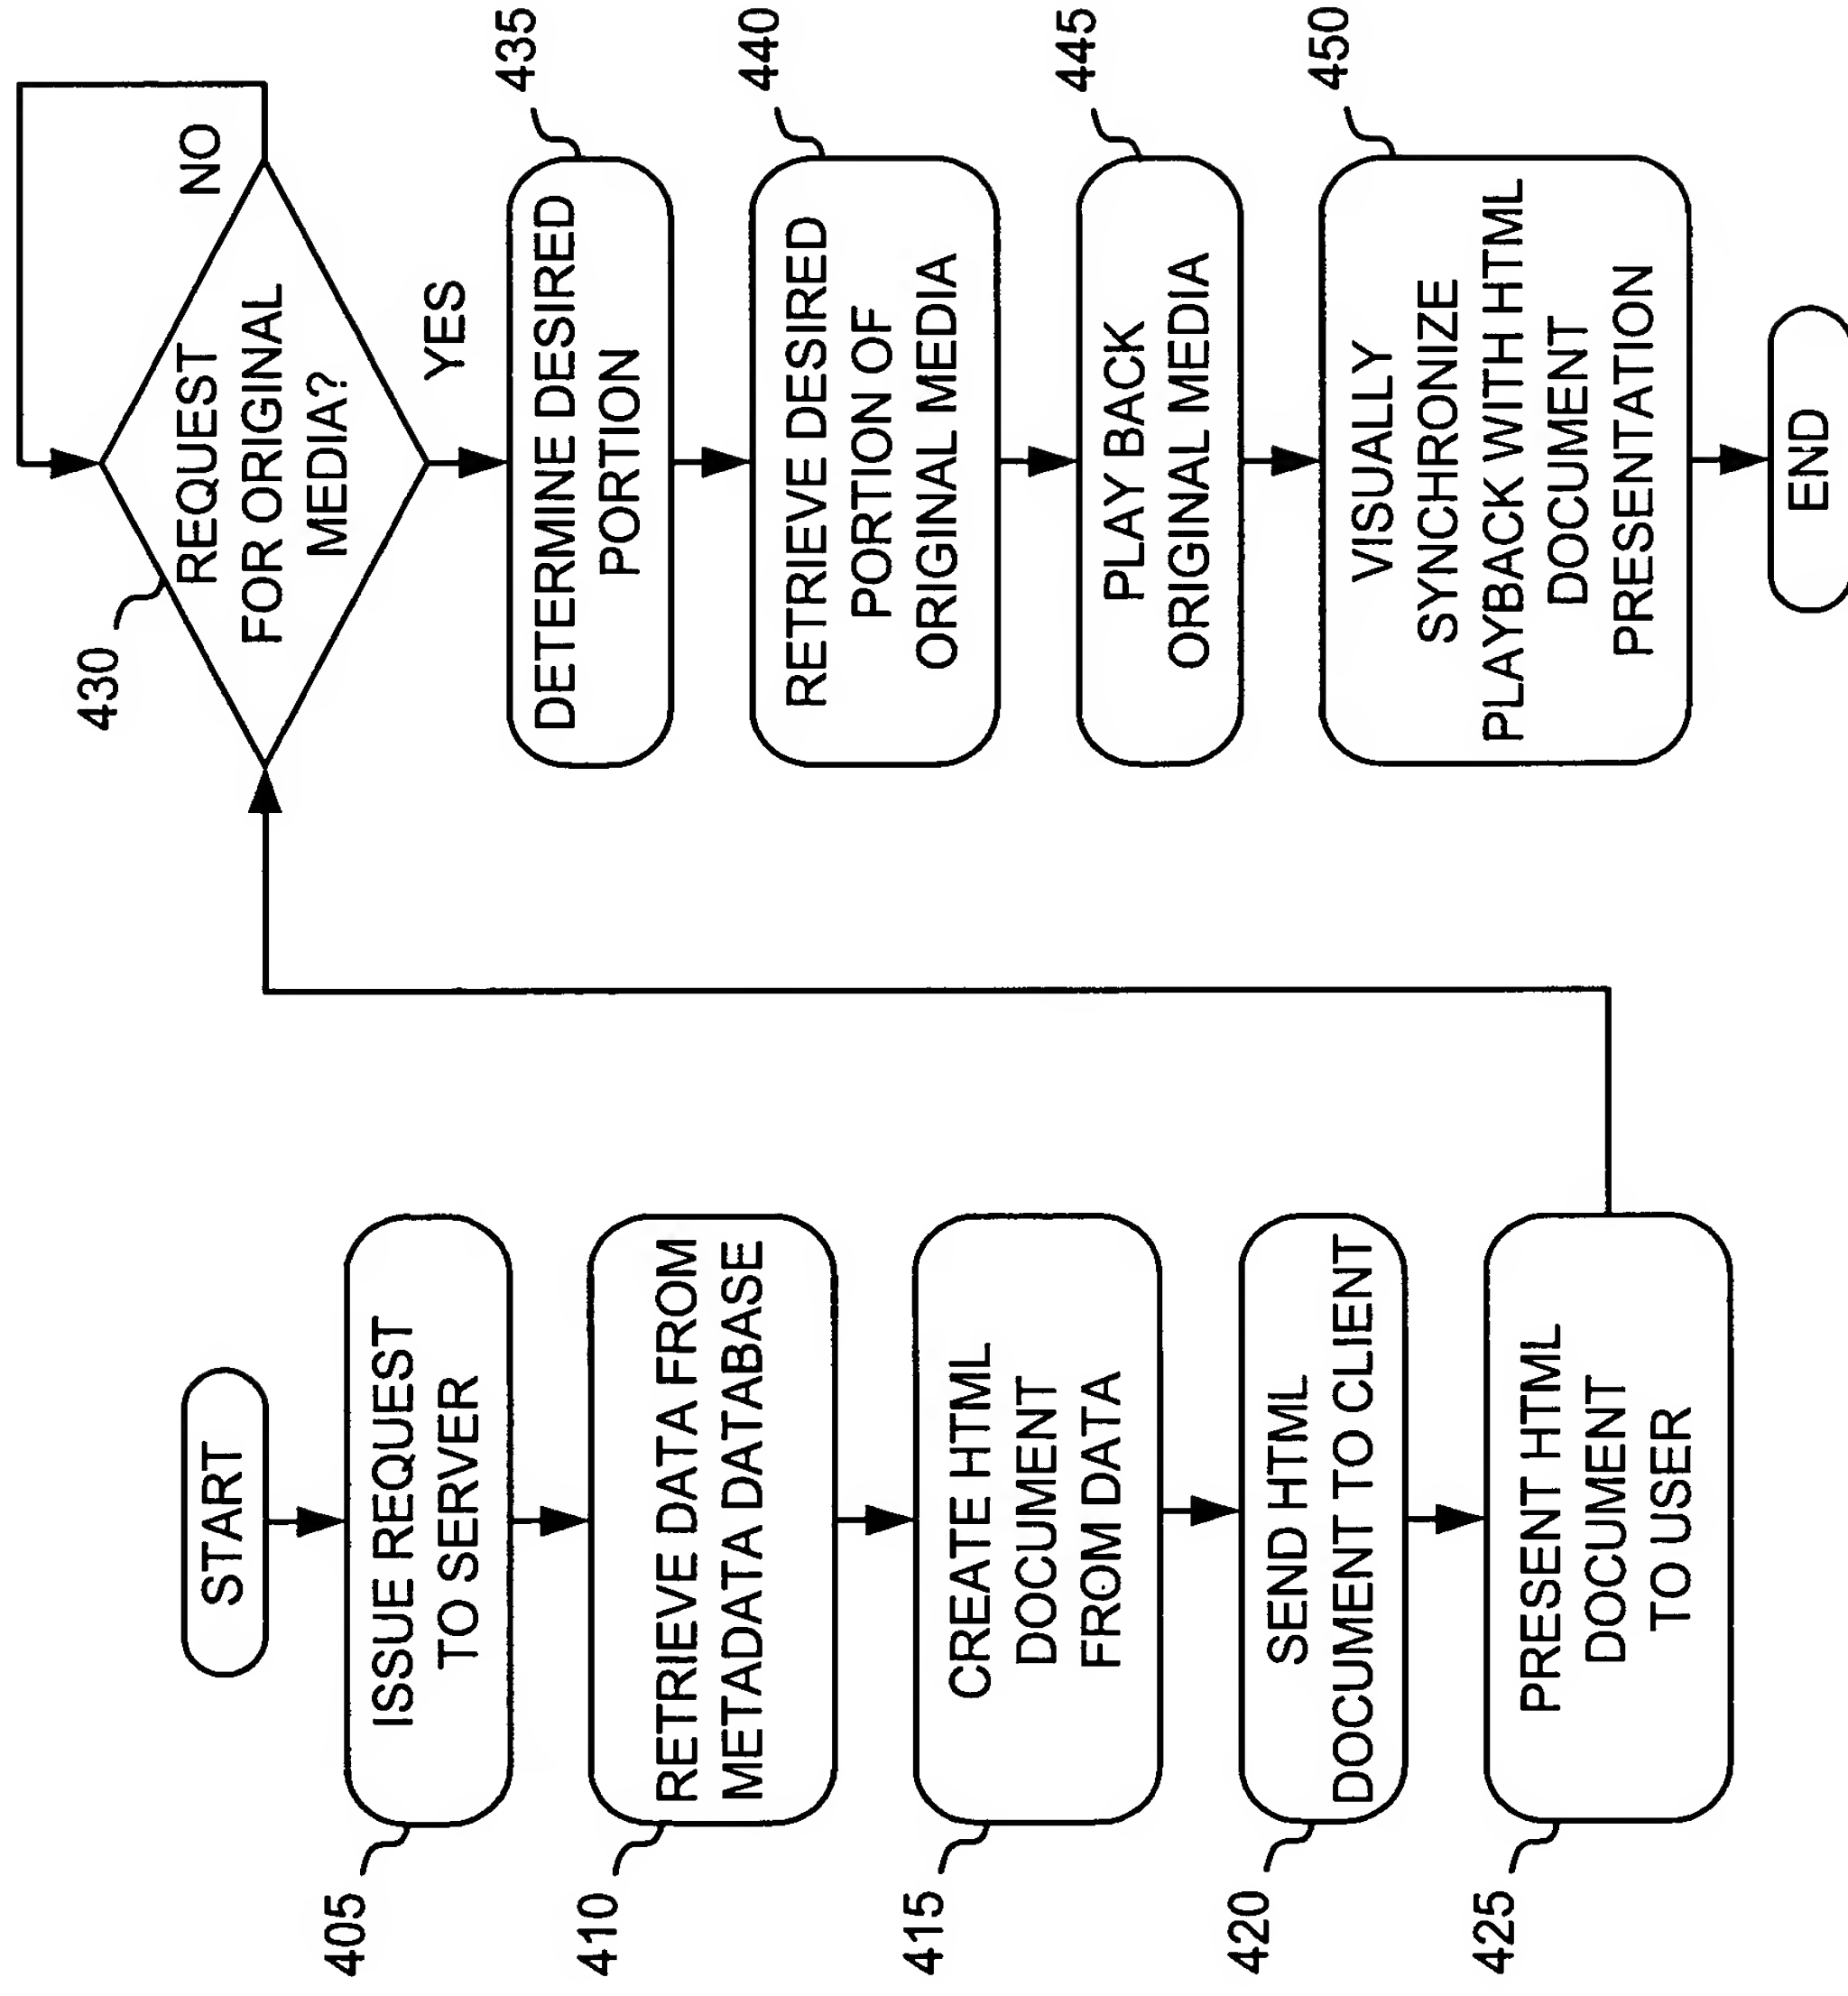 START
405
ISSUE REQUEST
TO SERVER
410
RETRIEVE DATA FROM
METADATA DATABASE
415
CREATE HTML
DOCUMENT
FROM DATA
420
SEND HTML
DOCUMENT TO CLIENT
425
PRESENT HTML
DOCUMENT
TO USER
430
REQUEST
FOR ORIGINAL
MEDIA?
NO
YES
435
DETERMINE DESIRED
PORTION
440
RETRIEVE DESIRED
PORTION OF
ORIGINAL MEDIA
445
PLAY BACK
ORIGINAL MEDIA
450
VISUALLY
SYNCHRONIZE
PLAYBACK WITH HTML
DOCUMENT
PRESENTATION
END